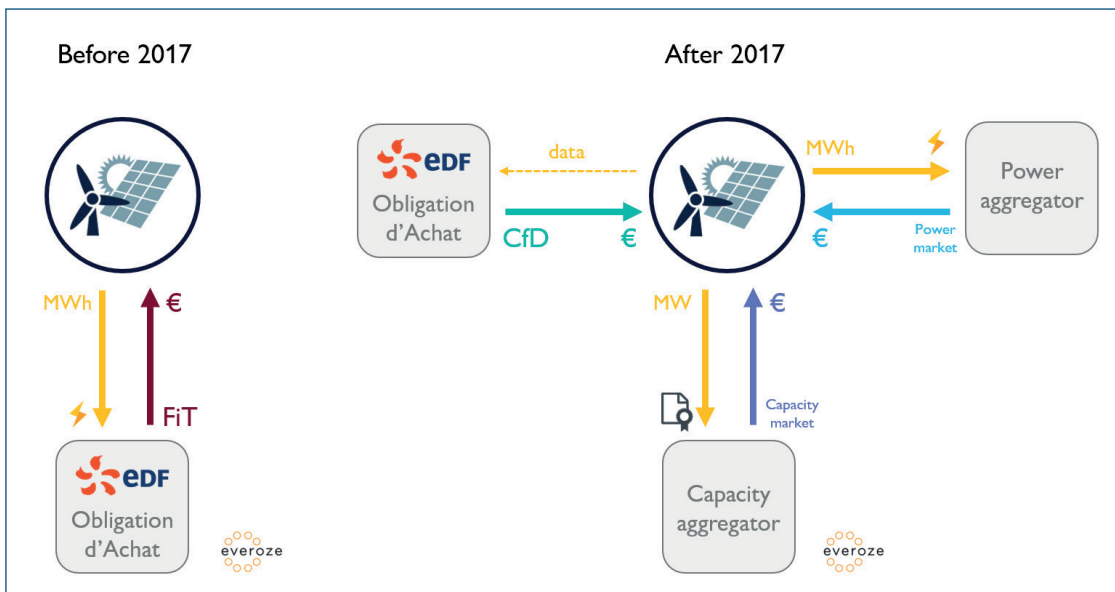 Before 2017
MWh
€
FiT
eDF
Obligation
d'Achat
everoze
After 2017
eDF
Obligation
d'Achat
data
CfD
€
MWh
€
Power
market
Power
aggregator
MW
€
Capacity
market
Capacity
aggregator
everoze